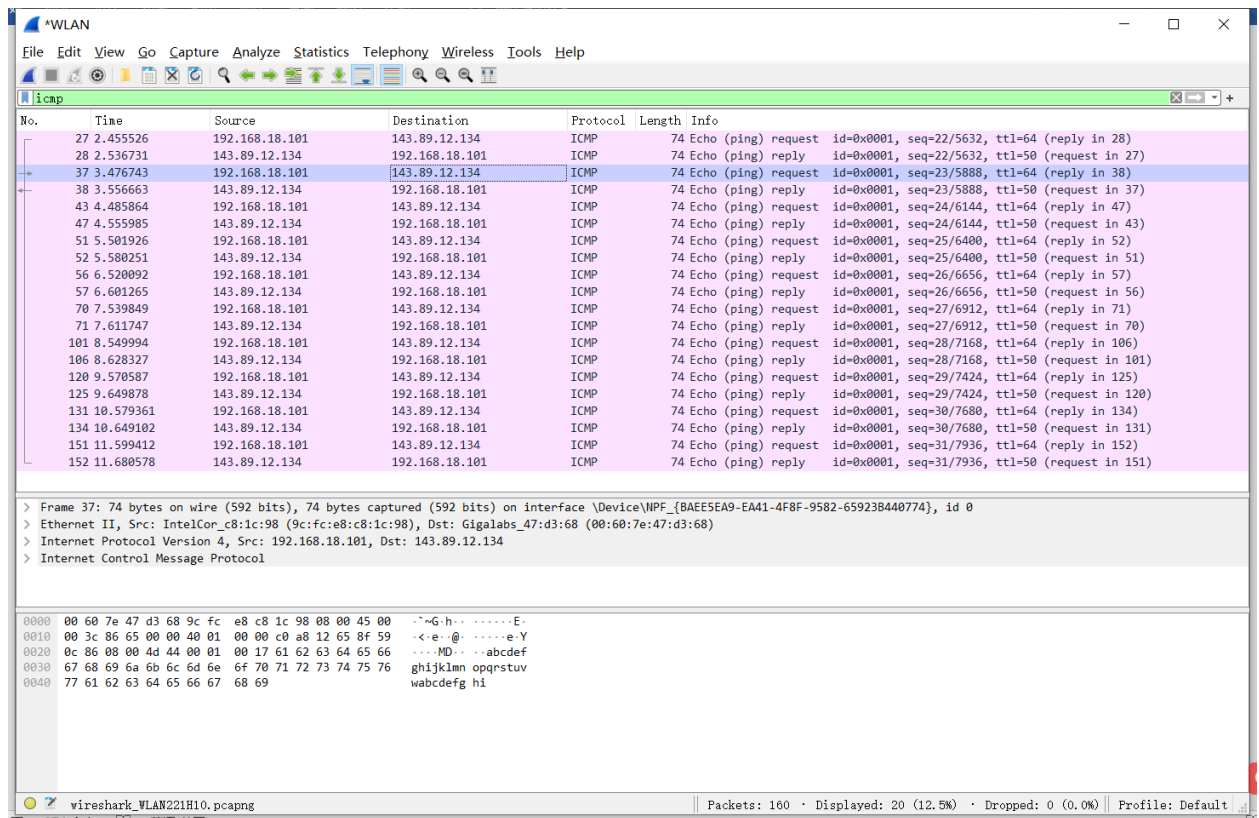 *WLAN
File Edit View Go Capture Analyze Statistics Telephony Wireless Tools Help
icmp
No. Time Source Destination Protocol Length Info
27 2.455526 192.168.18.101 143.89.12.134 ICMP 74 Echo (ping) request id=0x0001, seq=22/5632, ttl=64 (reply in 28)
28 2.536731 143.89.12.134 192.168.18.101 ICMP 74 Echo (ping) reply id=0x0001, seq=22/5632, ttl=50 (request in 27)
37 3.476743 192.168.18.101 143.89.12.134 ICMP 74 Echo (ping) request id=0x0001, seq=23/5888, ttl=64 (reply in 38)
38 3.556663 143.89.12.134 192.168.18.101 ICMP 74 Echo (ping) reply id=0x0001, seq=23/5888, ttl=50 (request in 37)
43 4.485864 192.168.18.101 143.89.12.134 ICMP 74 Echo (ping) request id=0x0001, seq=24/6144, ttl=64 (reply in 47)
47 4.555985 143.89.12.134 192.168.18.101 ICMP 74 Echo (ping) reply id=0x0001, seq=24/6144, ttl=50 (request in 43)
51 5.501926 192.168.18.101 143.89.12.134 ICMP 74 Echo (ping) request id=0x0001, seq=25/6400, ttl=64 (reply in 52)
52 5.580251 143.89.12.134 192.168.18.101 ICMP 74 Echo (ping) reply id=0x0001, seq=25/6400, ttl=50 (request in 51)
56 6.520092 192.168.18.101 143.89.12.134 ICMP 74 Echo (ping) request id=0x0001, seq=26/6656, ttl=64 (reply in 57)
57 6.601265 143.89.12.134 192.168.18.101 ICMP 74 Echo (ping) reply id=0x0001, seq=26/6656, ttl=50 (request in 56)
70 7.539849 192.168.18.101 143.89.12.134 ICMP 74 Echo (ping) request id=0x0001, seq=27/6912, ttl=64 (reply in 71)
71 7.611747 143.89.12.134 192.168.18.101 ICMP 74 Echo (ping) reply id=0x0001, seq=27/6912, ttl=50 (request in 70)
101 8.549994 192.168.18.101 143.89.12.134 ICMP 74 Echo (ping) request id=0x0001, seq=28/7168, ttl=64 (reply in 106)
106 8.628327 143.89.12.134 192.168.18.101 ICMP 74 Echo (ping) reply id=0x0001, seq=28/7168, ttl=50 (request in 101)
120 9.570587 192.168.18.101 143.89.12.134 ICMP 74 Echo (ping) request id=0x0001, seq=29/7424, ttl=64 (reply in 125)
125 9.649878 143.89.12.134 192.168.18.101 ICMP 74 Echo (ping) reply id=0x0001, seq=29/7424, ttl=50 (request in 120)
131 10.579361 192.168.18.101 143.89.12.134 ICMP 74 Echo (ping) request id=0x0001, seq=30/7680, ttl=64 (reply in 134)
134 10.649102 143.89.12.134 192.168.18.101 ICMP 74 Echo (ping) reply id=0x0001, seq=30/7680, ttl=50 (request in 131)
151 11.599412 192.168.18.101 143.89.12.134 ICMP 74 Echo (ping) request id=0x0001, seq=31/7936, ttl=64 (reply in 152)
152 11.680578 143.89.12.134 192.168.18.101 ICMP 74 Echo (ping) reply id=0x0001, seq=31/7936, ttl=50 (request in 151)
> Frame 37: 74 bytes on wire (592 bits), 74 bytes captured (592 bits) on interface \Device\NPF_{BAEE5EA9-EA41-4F8F-9582-65923B440774}, id 0
> Ethernet II, Src: IntelCor_c8:1c:98 (9c:fc:e8:c8:1c:98), Dst: Gigalabs_47:d3:68 (00:60:7e:47:d3:68)
> Internet Protocol Version 4, Src: 192.168.18.101, Dst: 143.89.12.134
> Internet Control Message Protocol
0000 00 60 7e 47 d3 68 9c fc e8 c8 1c 98 08 00 45 00 ·`~G·h·· ······E·
0010 00 3c 86 65 00 00 40 01 00 00 c0 a8 12 65 8f 59 ·<·e··@· ·····e·Y
0020 0c 86 08 00 4d 44 00 01 00 17 61 62 63 64 65 66 ····MD·· ··abcdef
0030 67 68 69 6a 6b 6c 6d 6e 6f 70 71 72 73 74 75 76 ghijklmn opqrstuv
0040 77 61 62 63 64 65 66 67 68 69 wabcdefg hi
wireshark_WLAN221H10.pcapng Packets: 160 · Displayed: 20 (12.5%) · Dropped: 0 (0.0%) Profile: Default